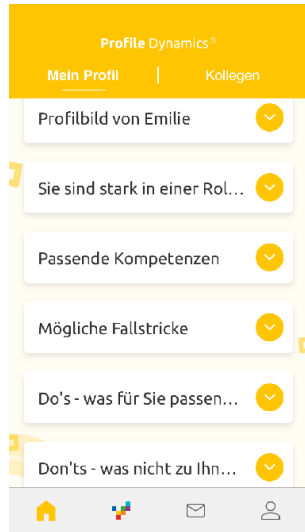 Profile Dynamics®
Mein Profil | Kollegen
Profilbild von Emilie
Sie sind stark in einer Rol...
Passende Kompetenzen
Mögliche Fallstricke
Do's - was für Sie passen...
Don'ts - was nicht zu Ihn...